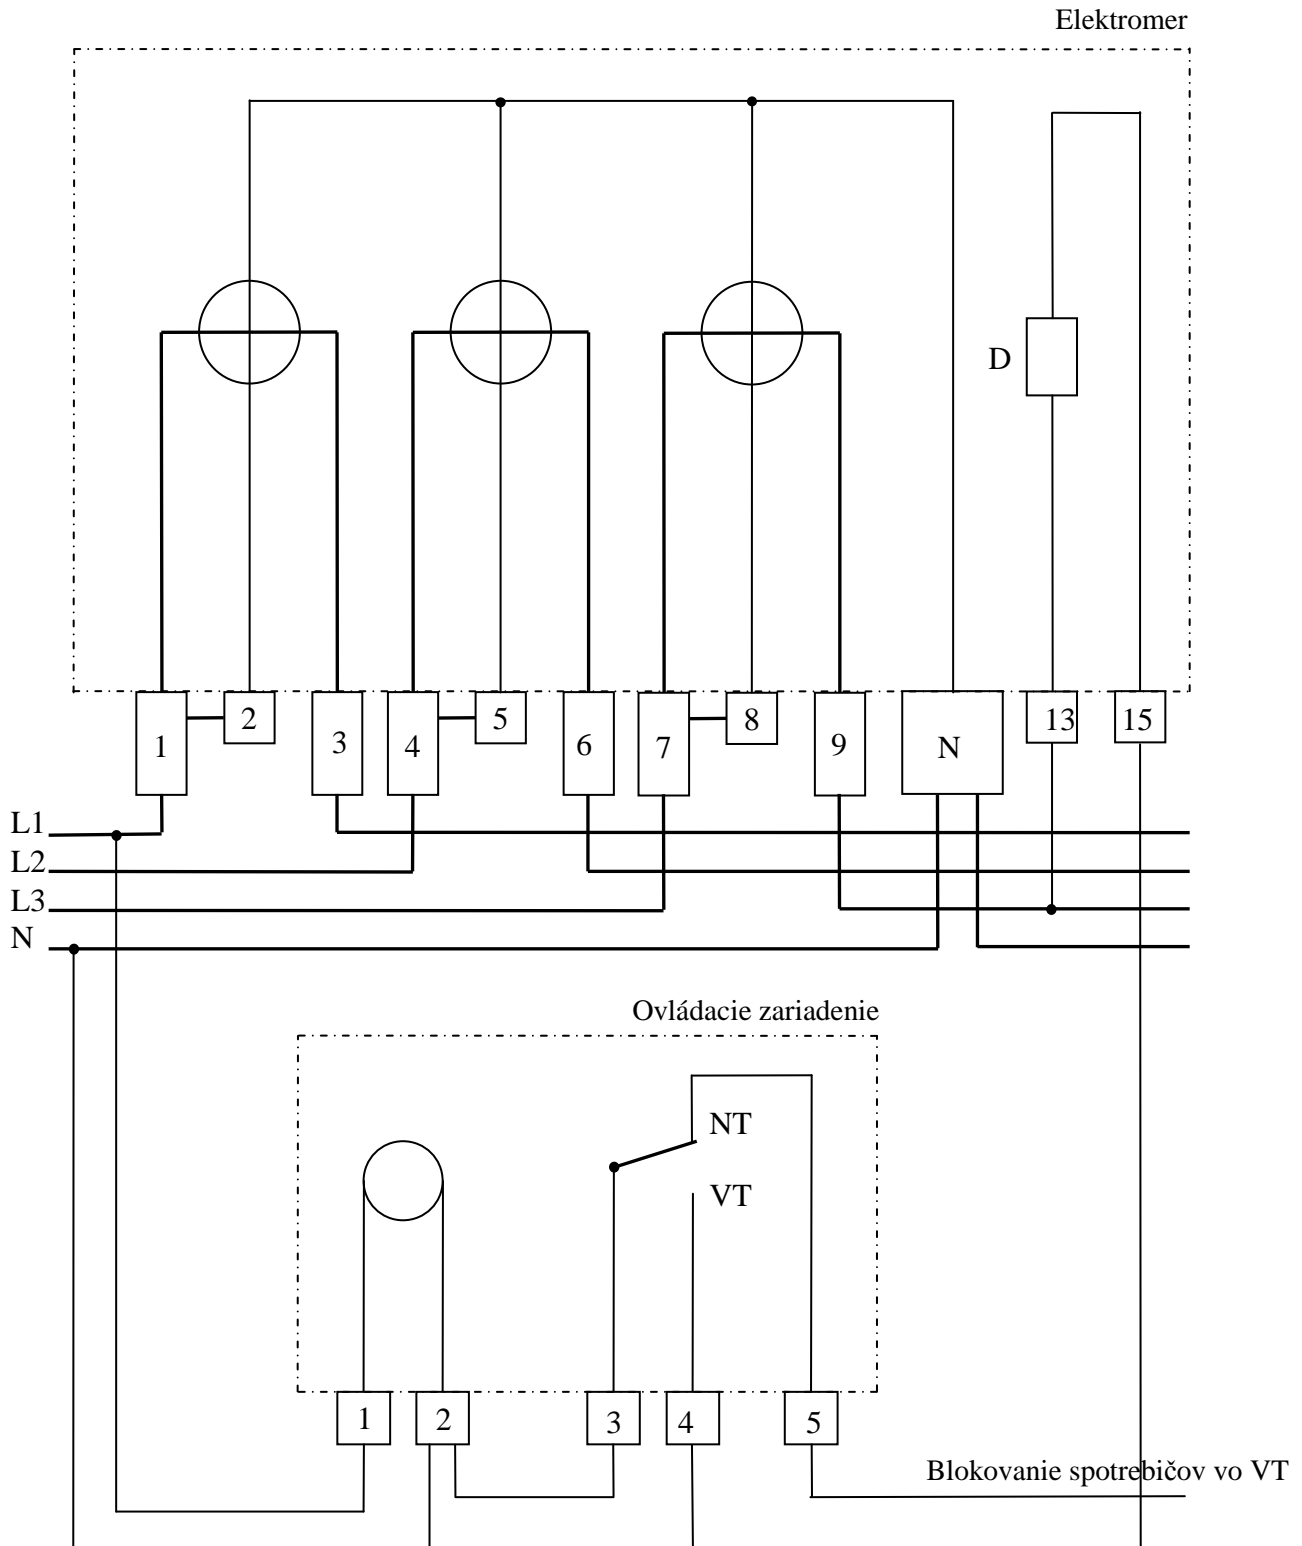 Elektromer
D
1 2 3 4 5 6 7 8 9 N 13 15
L1
L2
L3
N
Ovládacie zariadenie
NT
VT
1 2 3 4 5
Blokovanie spotrebičov vo VT